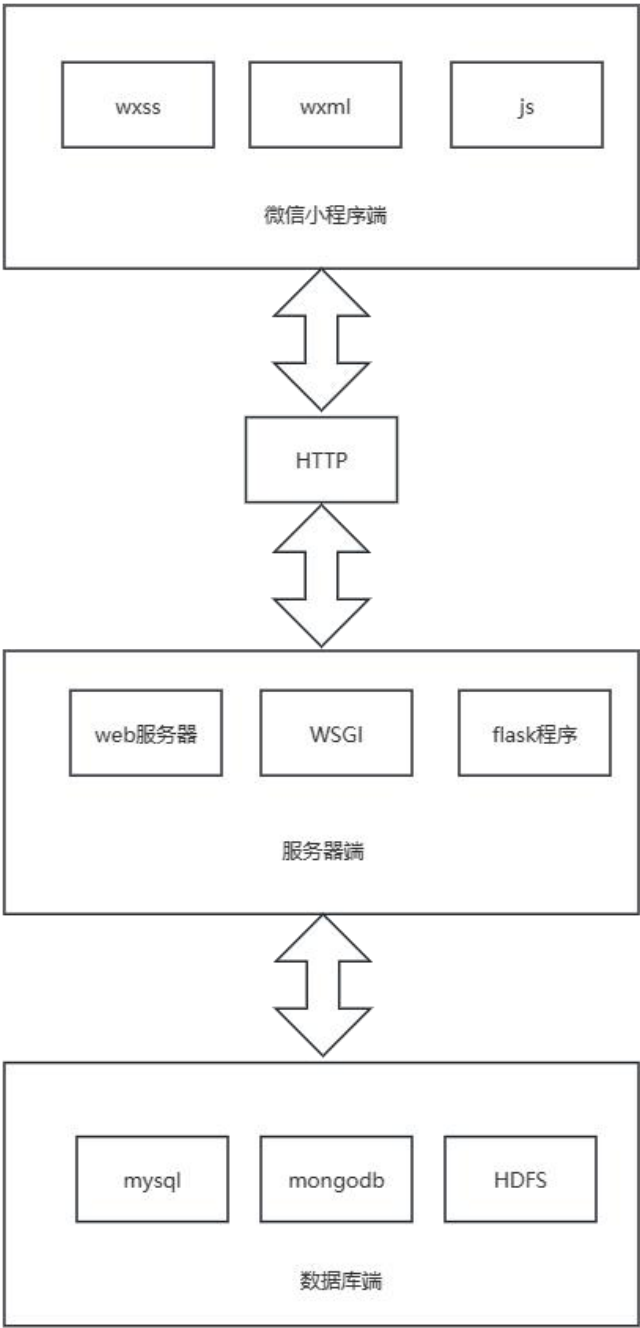 wxss
wxml
js
微信小程序端
HTTP
web服务器
WSGI
flask程序
服务器端
mysql
mongodb
HDFS
数据库端